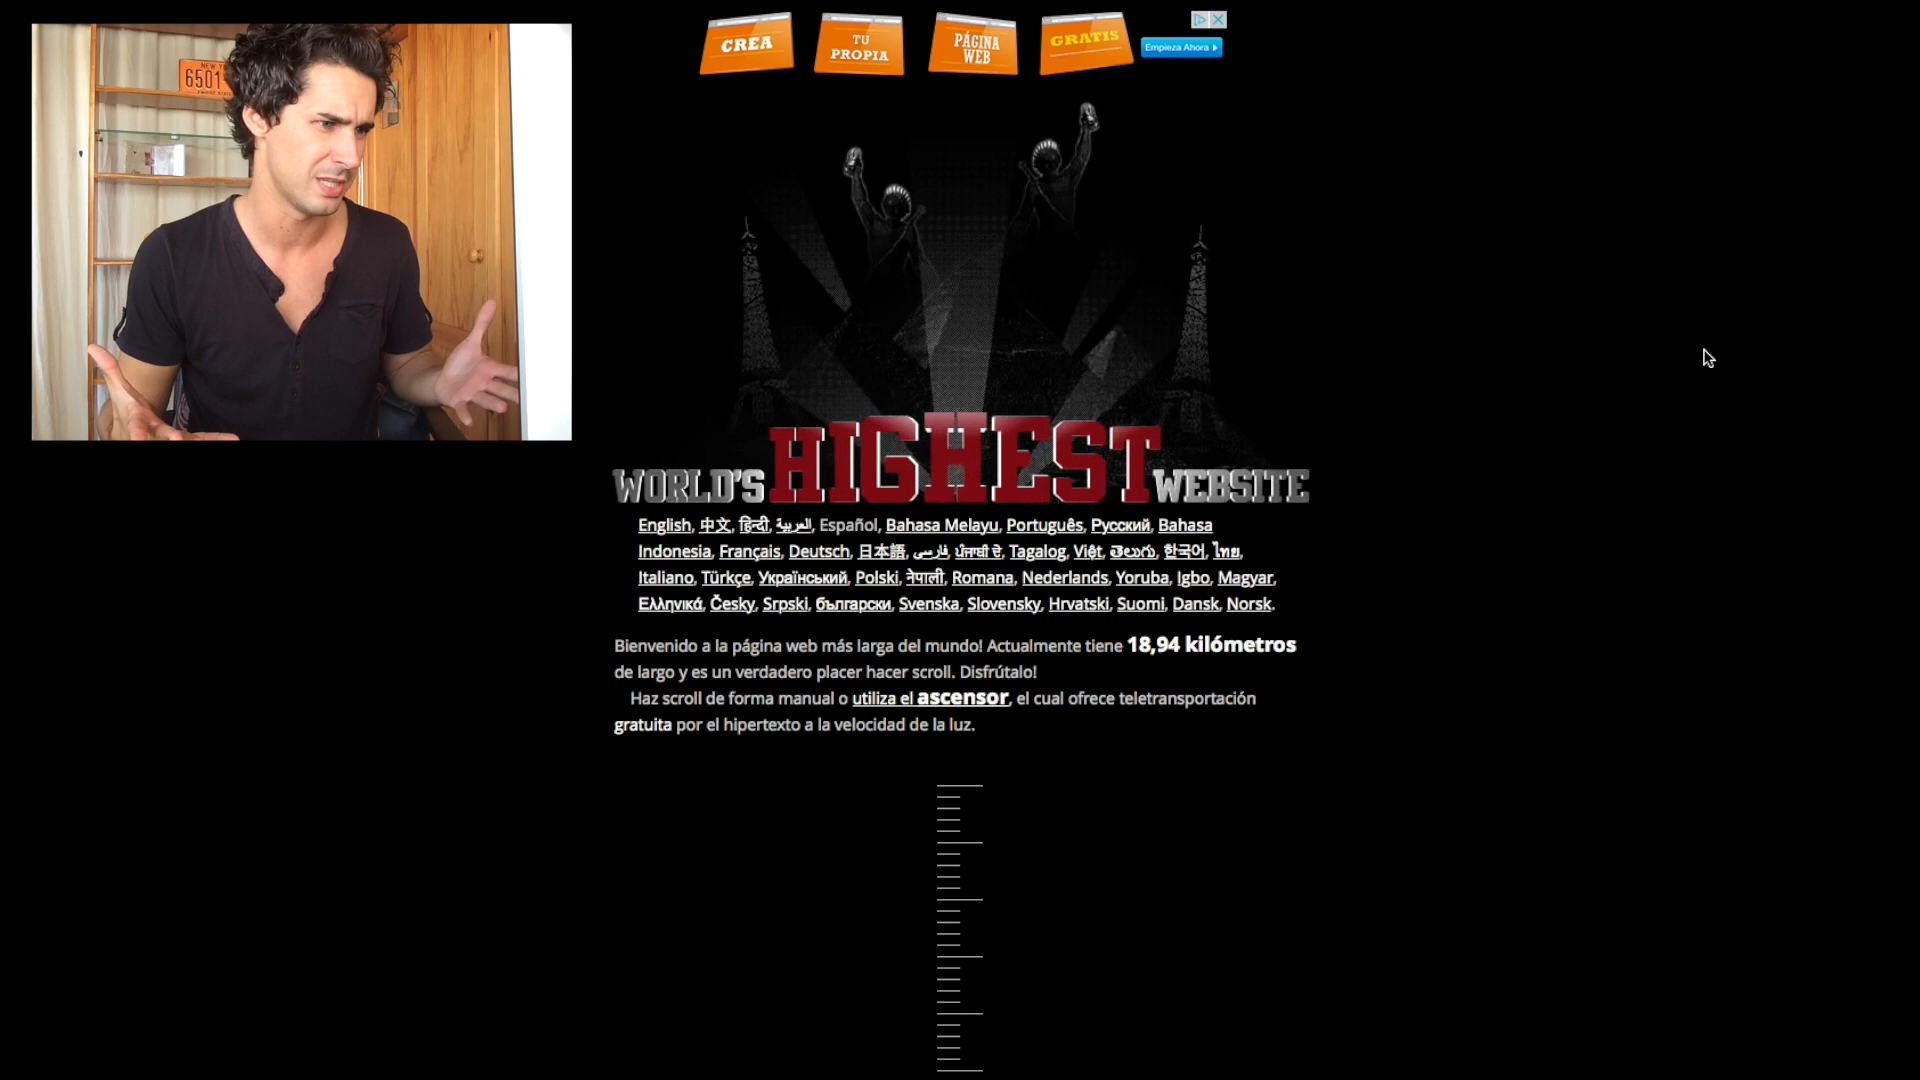 NEW Y
6501
CREA
TU
PROPIA
PÁGINA
WEB
GRATIS
Empieza Ahora
WORLD'S HIGHEST WEBSITE
English, 中文, हिन्दी, العربية, Español, Bahasa Melayu, Português, Русский, Bahasa
Indonesia, Français, Deutsch, 日本語, فارسی, ਪੰਜਾਬੀ ਦੇ, Tagalog, Việt, తెలుగు, 한국어, ไทย,
Italiano, Türkçe, Український, Polski, नेपाली, Romana, Nederlands, Yoruba, Igbo, Magyar,
Ελληνικά, Česky, Srpski, български, Svenska, Slovensky, Hrvatski, Suomi, Dansk, Norsk.
Bienvenido a la página web más larga del mundo! Actualmente tiene 18,94 kilómetros
de largo y es un verdadero placer hacer scroll. Disfrútalo!
Haz scroll de forma manual o utiliza el ascensor, el cual ofrece teletransportación
gratuita por el hipertexto a la velocidad de la luz.